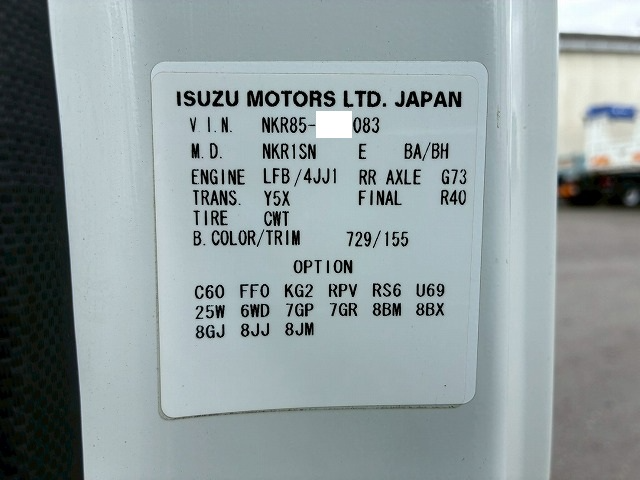 ISUZU MOTORS LTD. JAPAN
V.I.N. NKR85- 083
M.D. NKR1SN E BA/BH
ENGINE LFB/4JJ1 RR AXLE G73
TRANS. Y5X FINAL R40
TIRE CWT
B.COLOR/TRIM 729/155
OPTION
C60 FF0 KG2 RPV RS6 U69
25W 6WD 7GP 7GR 8BM 8BX
8GJ 8JJ 8JM